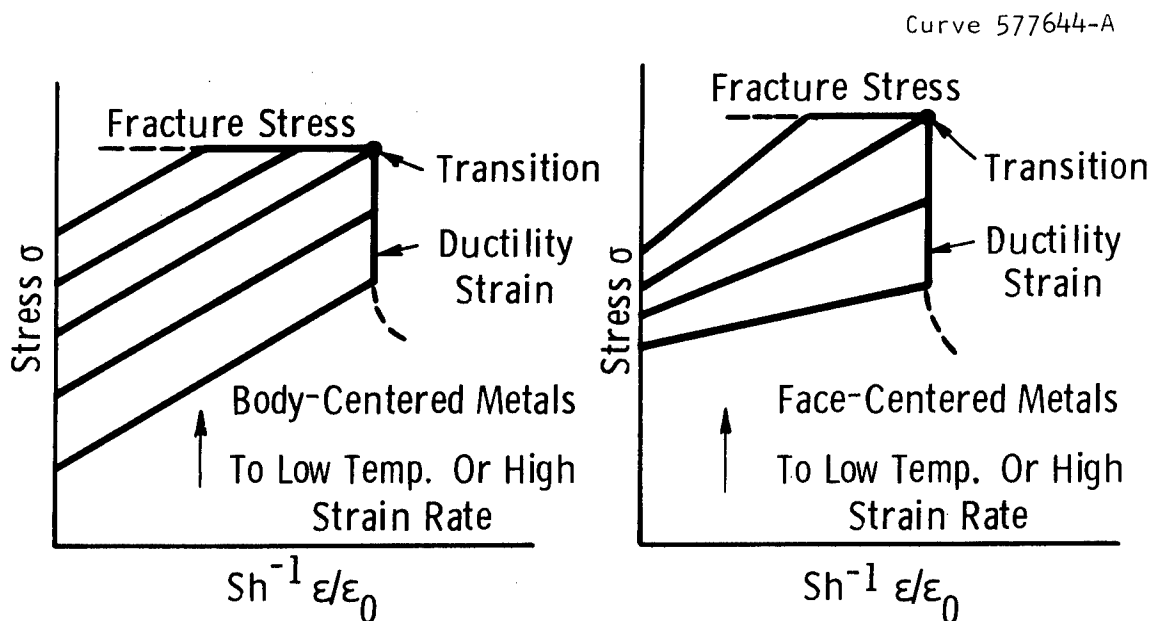 Curve 577644-A
Fracture Stress
Transition
Ductility
Strain
Stress σ
Body-Centered Metals
To Low Temp. Or High
Strain Rate
Sh⁻¹ ε/ε₀
Fracture Stress
Transition
Ductility
Strain
Stress σ
Face-Centered Metals
To Low Temp. Or High
Strain Rate
Sh⁻¹ ε/ε₀